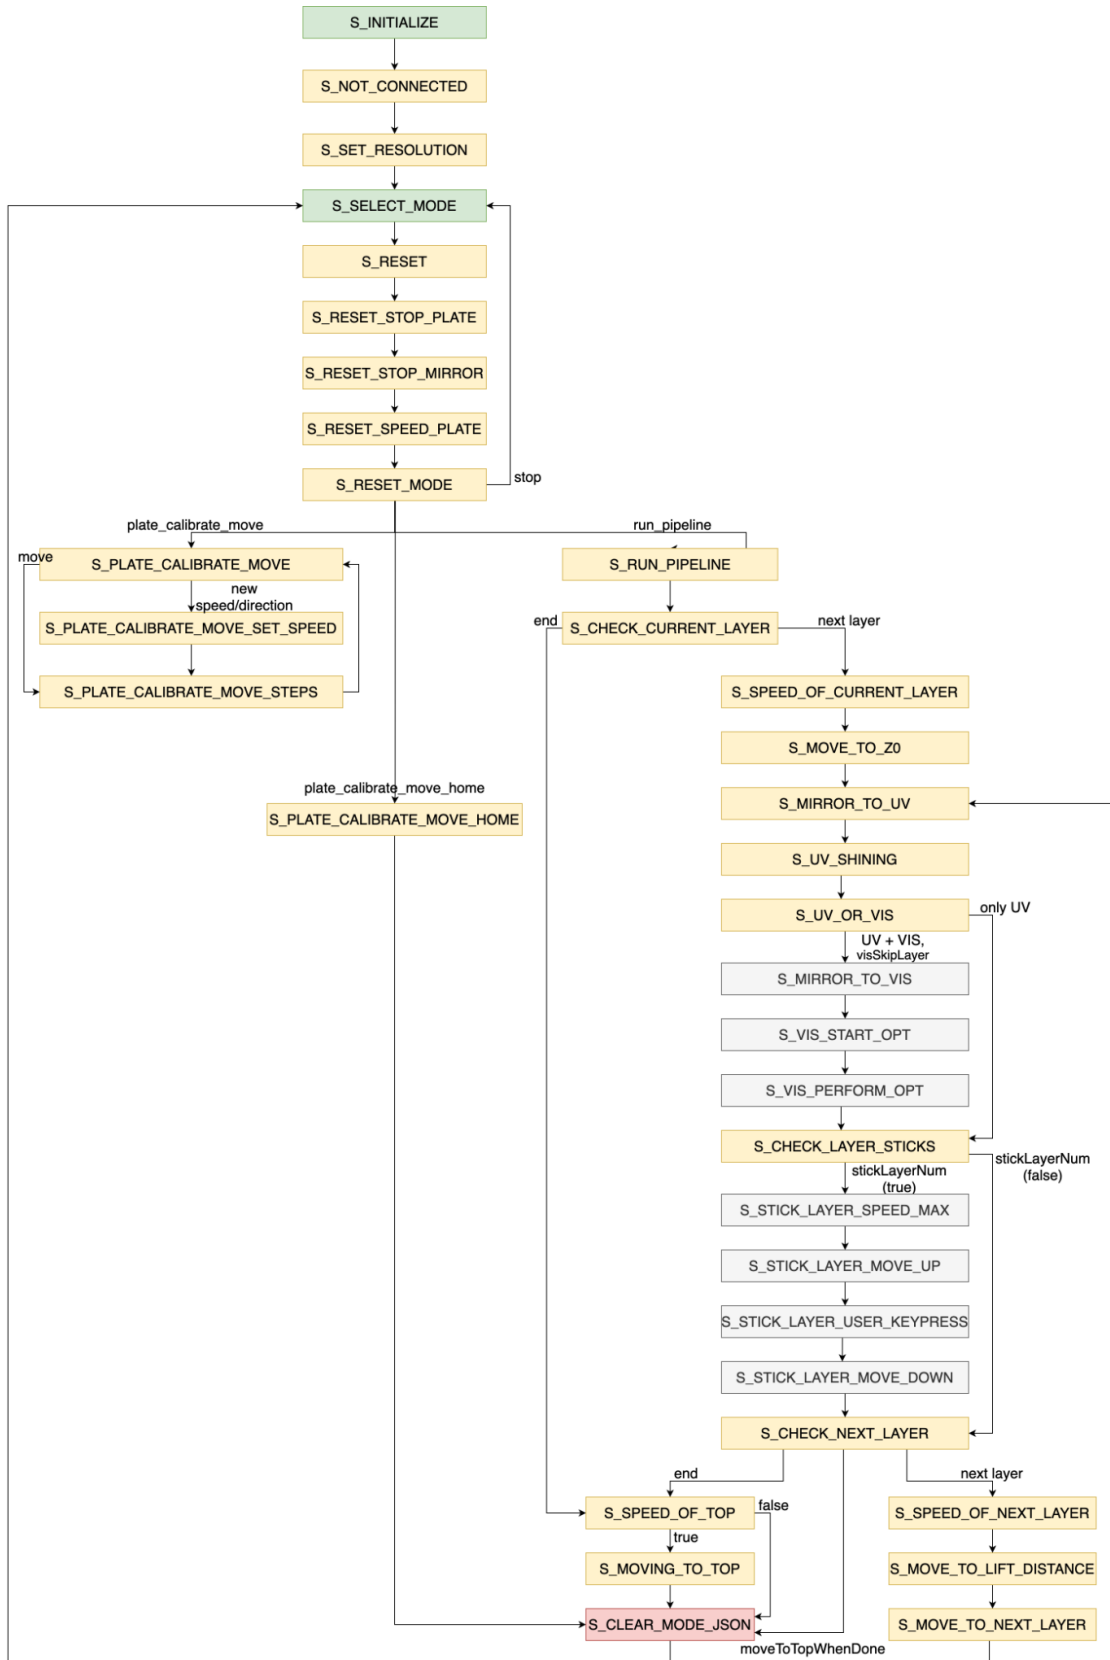 S_INITIALIZE
S_NOT_CONNECTED
S_SET_RESOLUTION
S_SELECT_MODE
S_RESET
S_RESET_STOP_PLATE
S_RESET_STOP_MIRROR
S_RESET_SPEED_PLATE
S_RESET_MODE
stop
plate_calibrate_move
run_pipeline
move
S_PLATE_CALIBRATE_MOVE
new
speed/direction
S_PLATE_CALIBRATE_MOVE_SET_SPEED
S_PLATE_CALIBRATE_MOVE_STEPS
plate_calibrate_move_home
S_PLATE_CALIBRATE_MOVE_HOME
S_RUN_PIPELINE
end
S_CHECK_CURRENT_LAYER
next layer
S_SPEED_OF_CURRENT_LAYER
S_MOVE_TO_Z0
S_MIRROR_TO_UV
S_UV_SHINING
S_UV_OR_VIS
only UV
UV + VIS,
visSkipLayer
S_MIRROR_TO_VIS
S_VIS_START_OPT
S_VIS_PERFORM_OPT
S_CHECK_LAYER_STICKS
stickLayerNum
(true)
stickLayerNum
(false)
S_STICK_LAYER_SPEED_MAX
S_STICK_LAYER_MOVE_UP
S_STICK_LAYER_USER_KEYPRESS
S_STICK_LAYER_MOVE_DOWN
S_CHECK_NEXT_LAYER
end
next layer
S_SPEED_OF_TOP
false
true
S_MOVING_TO_TOP
S_CLEAR_MODE_JSON
moveToTopWhenDone
S_SPEED_OF_NEXT_LAYER
S_MOVE_TO_LIFT_DISTANCE
S_MOVE_TO_NEXT_LAYER